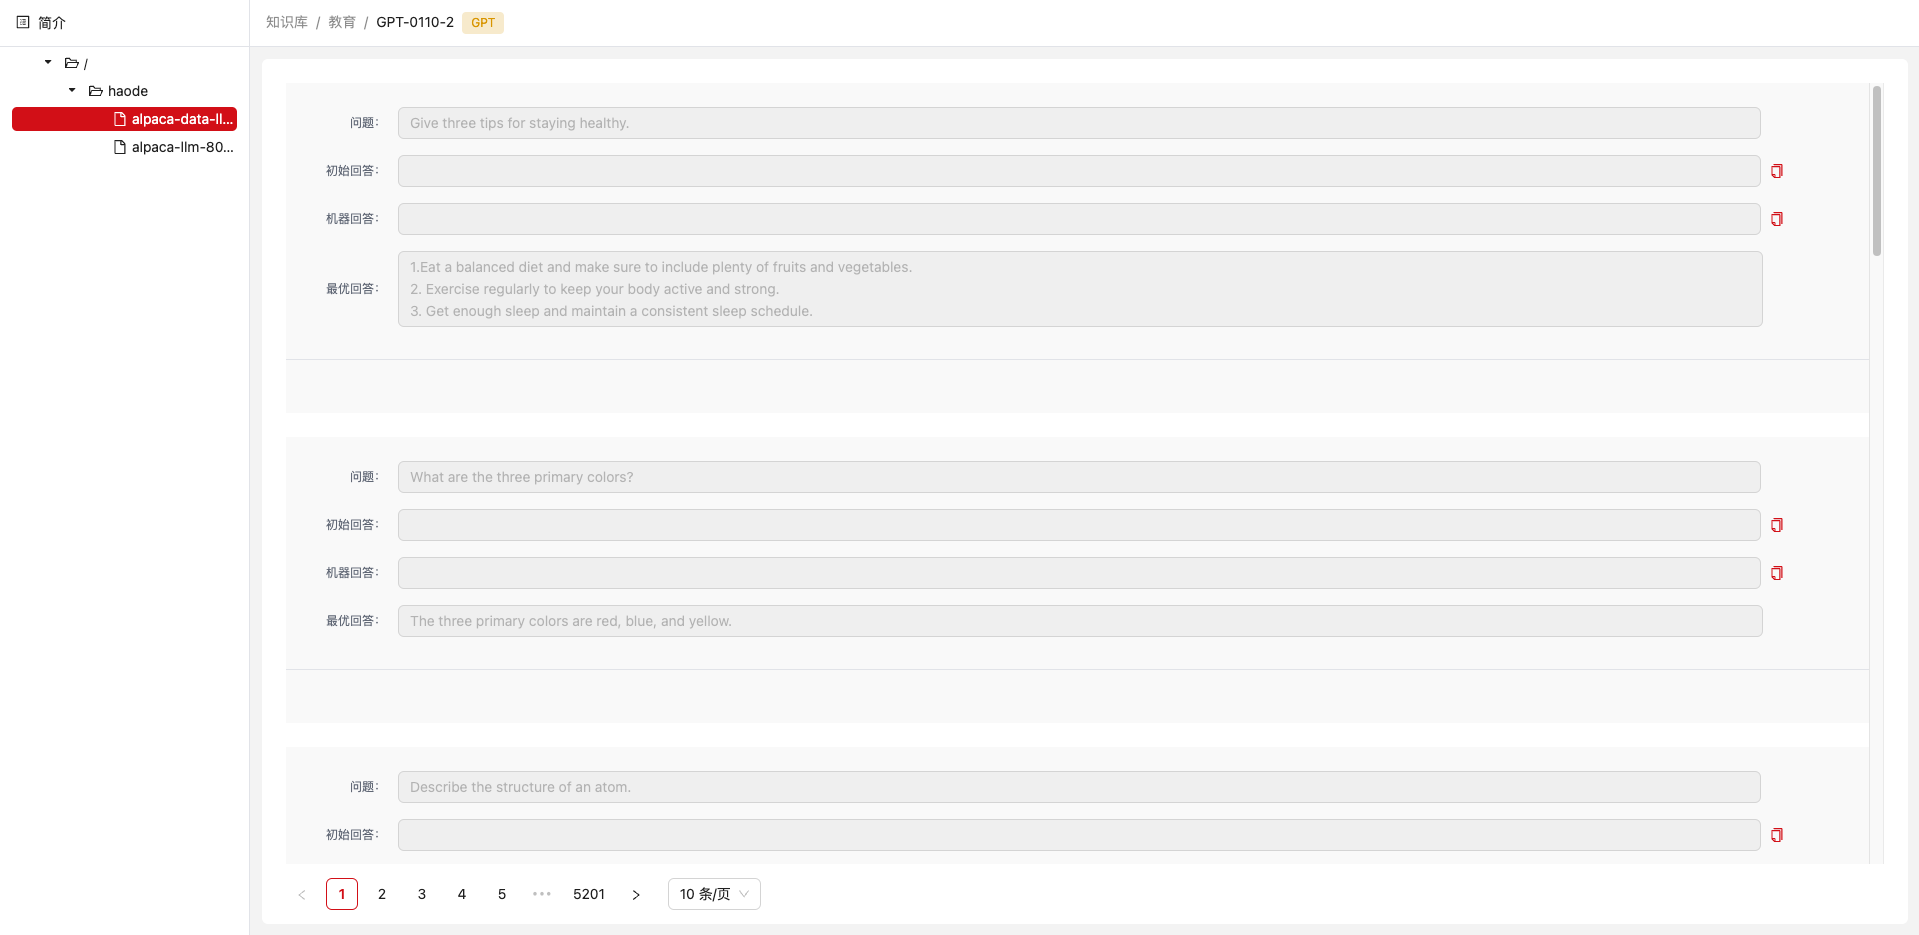 简介
知识库 / 教育 / GPT-0110-2 GPT
/
haode
alpaca-data-ll...
alpaca-llm-80...
问题：
Give three tips for staying healthy.
初始回答：
机器回答：
最优回答：
1.Eat a balanced diet and make sure to include plenty of fruits and vegetables.
2. Exercise regularly to keep your body active and strong.
3. Get enough sleep and maintain a consistent sleep schedule.
问题：
What are the three primary colors?
初始回答：
机器回答：
最优回答：
The three primary colors are red, blue, and yellow.
问题：
Describe the structure of an atom.
初始回答：
< 1 2 3 4 5 ••• 5201 > 10 条/页